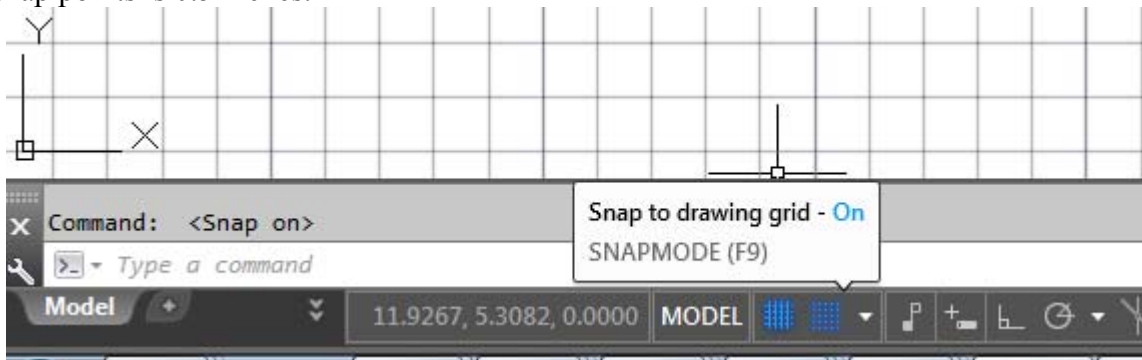 Y
X
Command: <Snap on>
Type a command
Snap to drawing grid - On
SNAPMODE (F9)
Model +
11.9267, 5.3082, 0.0000 MODEL